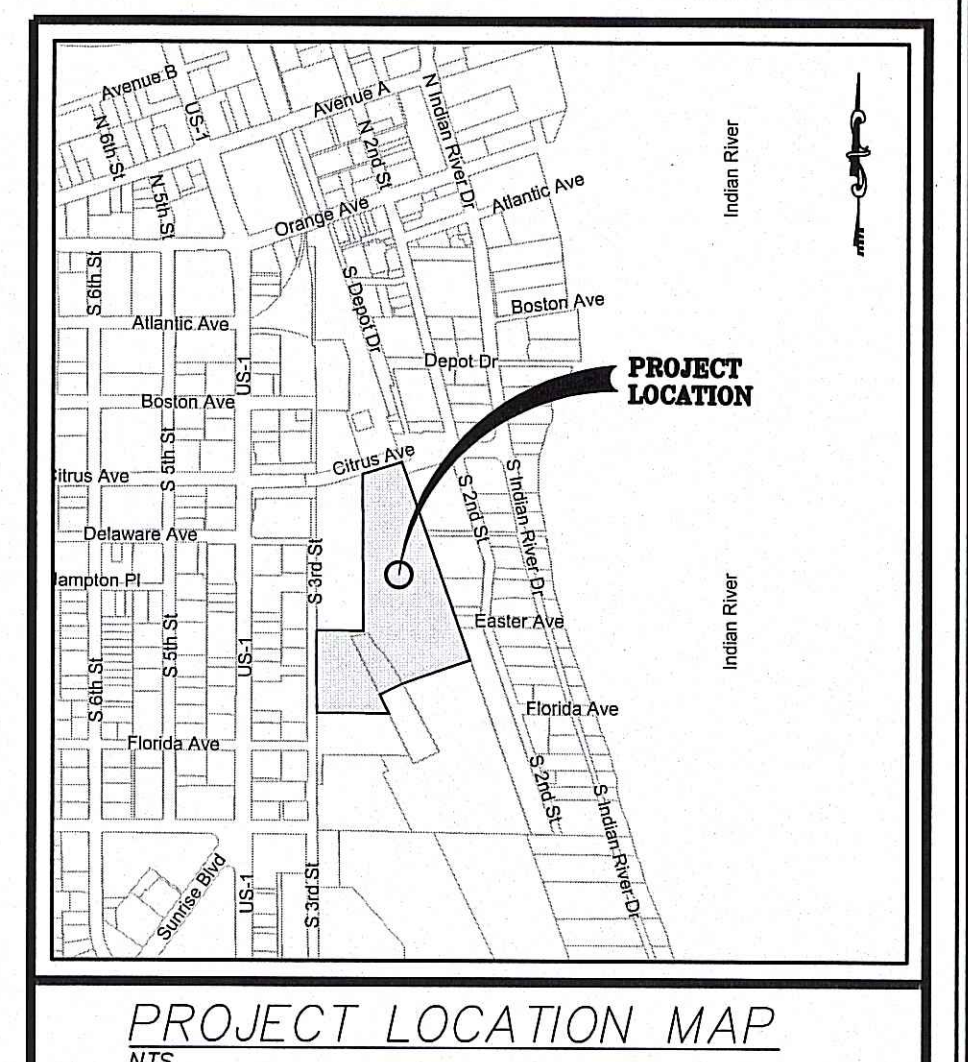 Avenue B
US-1
Avenue A
N Indian River Dr
N 6th St
N 2nd St
Indian River
N 5th St
Atlantic Ave
Orange Ave
S 6th St
S Depot Dr
Boston Ave
Atlantic Ave
US-1
Depot Dr
PROJECT
LOCATION
Boston Ave
S 5th St
Citrus Ave
itrus Ave
S 2nd St
S Indian River Dr
Delaware Ave
S 3rd St
ampton Pl
Indian River
Easter Ave
S 5th St
US-1
S 6th St
Florida Ave
Florida Ave
S 2nd St
S Indian River Dr
Sunrise Blvd
US-1
S 3rd St
PROJECT LOCATION MAP
NTS